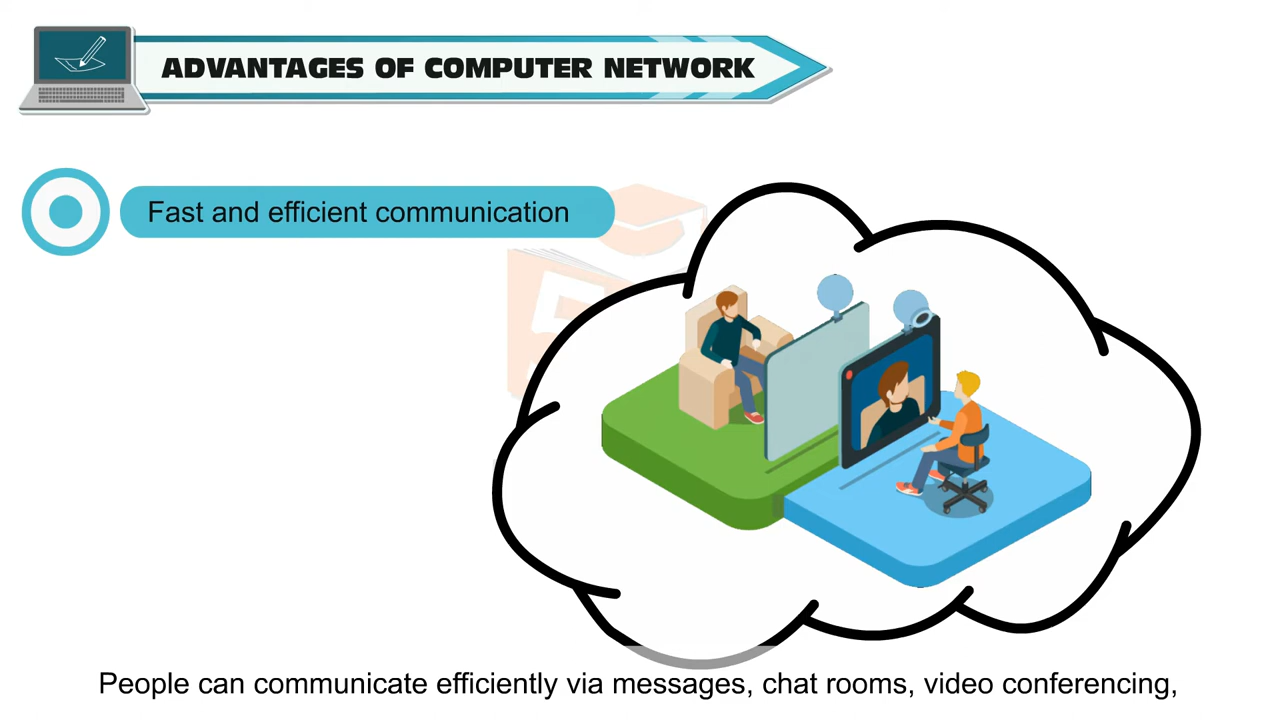 ADVANTAGES OF COMPUTER NETWORK
Fast and efficient communication
People can communicate efficiently via messages, chat rooms, video conferencing,